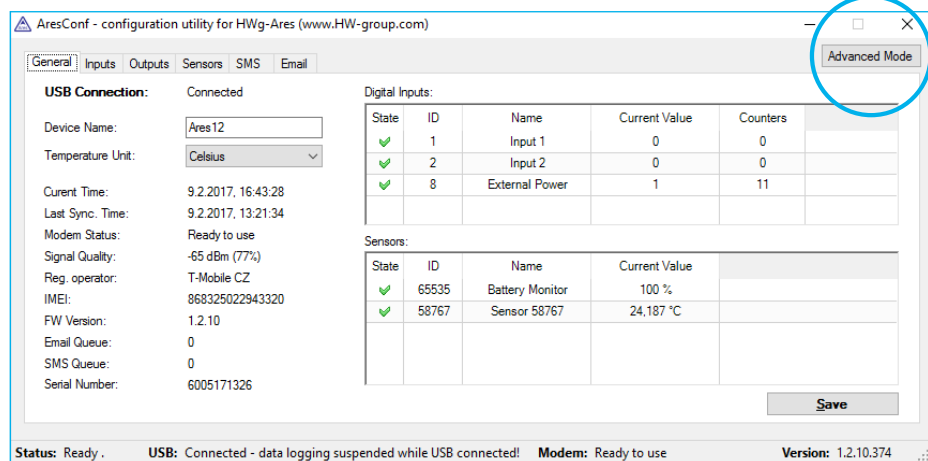 AresConf - configuration utility for HWg-Ares (www.HW-group.com)
Advanced Mode
General Inputs Outputs Sensors SMS Email
USB Connection: Connected
Device Name: Ares12
Temperature Unit: Celsius
Curent Time: 9.2.2017, 16:43:28
Last Sync. Time: 9.2.2017, 13:21:34
Modem Status: Ready to use
Signal Quality: -65 dBm (77%)
Reg. operator: T-Mobile CZ
IMEI: 868325022943320
FW Version: 1.2.10
Email Queue: 0
SMS Queue: 0
Serial Number: 6005171326
Digital Inputs:
State ID Name Current Value Counters
1 Input 1 0 0
2 Input 2 0 0
8 External Power 1 11
Sensors:
State ID Name Current Value
65535 Battery Monitor 100 %
58767 Sensor 58767 24,187 °C
Save
Status: Ready . USB: Connected - data logging suspended while USB connected! Modem: Ready to use Version: 1.2.10.374